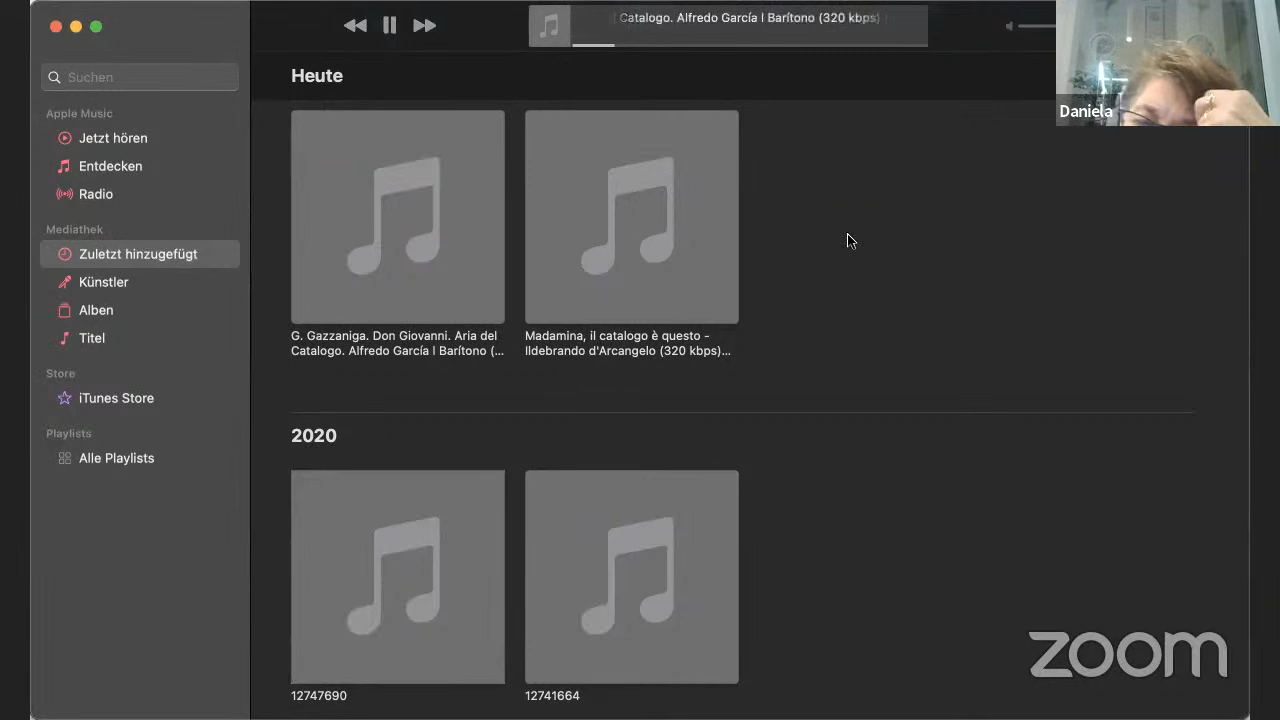 Catalogo. Alfredo García l Barítono (320 kbps)
Daniela
Suchen
Apple Music
Jetzt hören
Entdecken
Radio
Mediathek
Zuletzt hinzugefügt
Künstler
Alben
Titel
Store
iTunes Store
Playlists
Alle Playlists
Heute
G. Gazzaniga. Don Giovanni. Aria del
Catalogo. Alfredo García l Barítono (...
Madamina, il catalogo è questo -
Ildebrando d'Arcangelo (320 kbps)...
2020
12747690
12741664
zoom